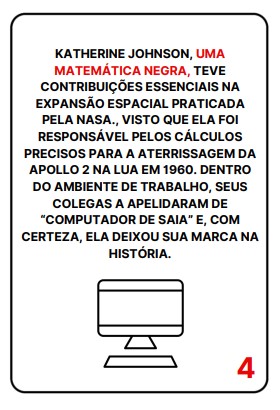 KATHERINE JOHNSON, UMA
MATEMÁTICA NEGRA, TEVE
CONTRIBUIÇÕES ESSENCIAIS NA
EXPANSÃO ESPACIAL PRATICADA
PELA NASA., VISTO QUE ELA FOI
RESPONSÁVEL PELOS CÁLCULOS
PRECISOS PARA A ATERRISSAGEM DA
APOLLO 2 NA LUA EM 1960. DENTRO
DO AMBIENTE DE TRABALHO, SEUS
COLEGAS A APELIDARAM DE
“COMPUTADOR DE SAIA” E, COM
CERTEZA, ELA DEIXOU SUA MARCA NA
HISTÓRIA.
4